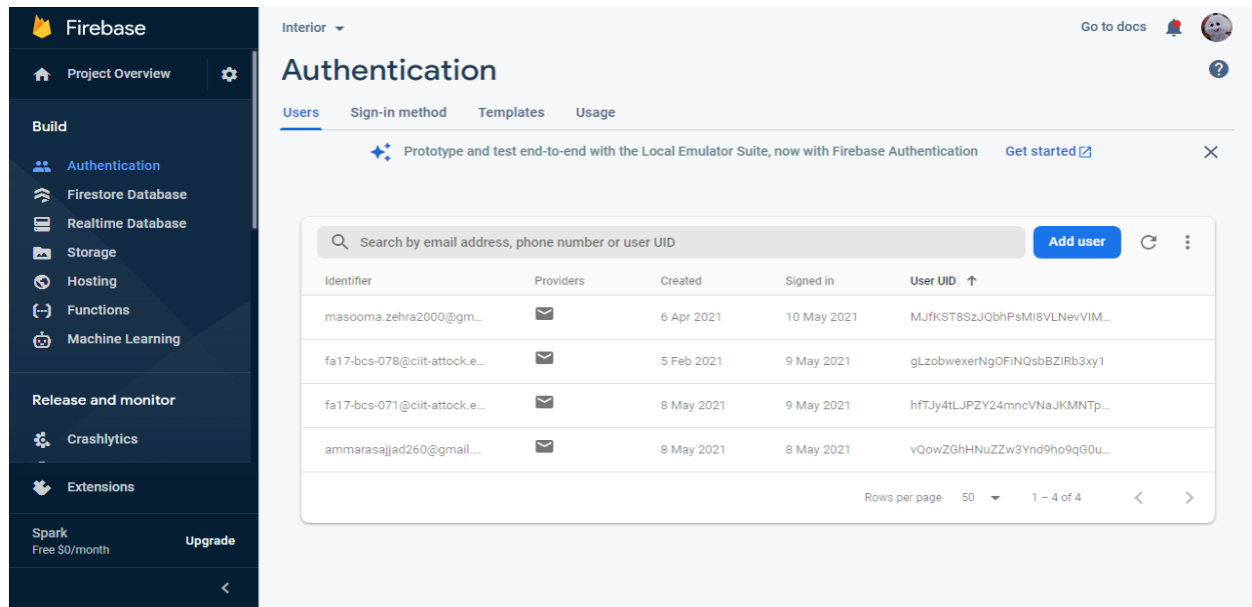 Firebase
Project Overview
Build
Authentication
Firestore Database
Realtime Database
Storage
Hosting
Functions
Machine Learning
Release and monitor
Crashlytics
Extensions
Spark
Free $0/month
Upgrade
Interior
Go to docs
Authentication
Users Sign-in method Templates Usage
Prototype and test end-to-end with the Local Emulator Suite, now with Firebase Authentication Get started
Search by email address, phone number or user UID Add user
Identifier Providers Created Signed in User UID
masooma.zehra2000@gm... 6 Apr 2021 10 May 2021 MJfKST8SzJQbhPsMI8VLNevVIM...
fa17-bcs-078@ciit-attock.e... 5 Feb 2021 9 May 2021 gLzobwexerNgOFiNQsbBZIRb3xy1
fa17-bcs-071@ciit-attock.e... 8 May 2021 9 May 2021 hfTJy4tLJPZY24mncVNaJKMNTp...
ammarasajjad260@gmail.... 8 May 2021 8 May 2021 vQowZGhHNuZZw3Ynd9ho9qG0u...
Rows per page 50 1 – 4 of 4